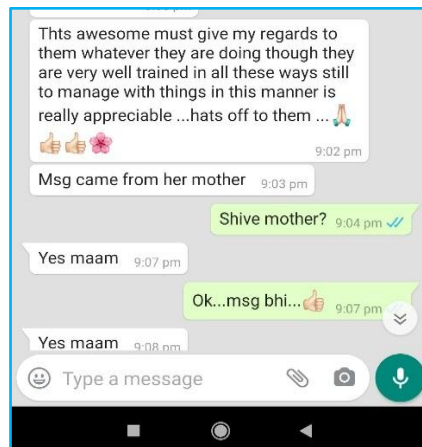 Thts awesome must give my regards to
them whatever they are doing though they
are very well trained in all these ways still
to manage with things in this manner is
really appreciable ...hats off to them ...🙏🏻
👍🏻👍🏻🌸
9:02 pm
Msg came from her mother 9:03 pm
Shive mother? 9:04 pm
Yes maam 9:07 pm
Ok...msg bhi...👍🏻 9:07 pm
Yes maam 9:08 pm
Type a message